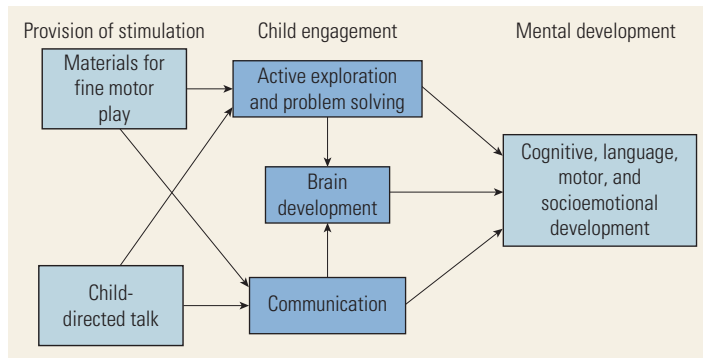 Provision of stimulation
Child engagement
Mental development
Materials for
fine motor
play
Active exploration
and problem solving
Cognitive, language,
motor, and
socioemotional
development
Brain
development
Child-
directed talk
Communication